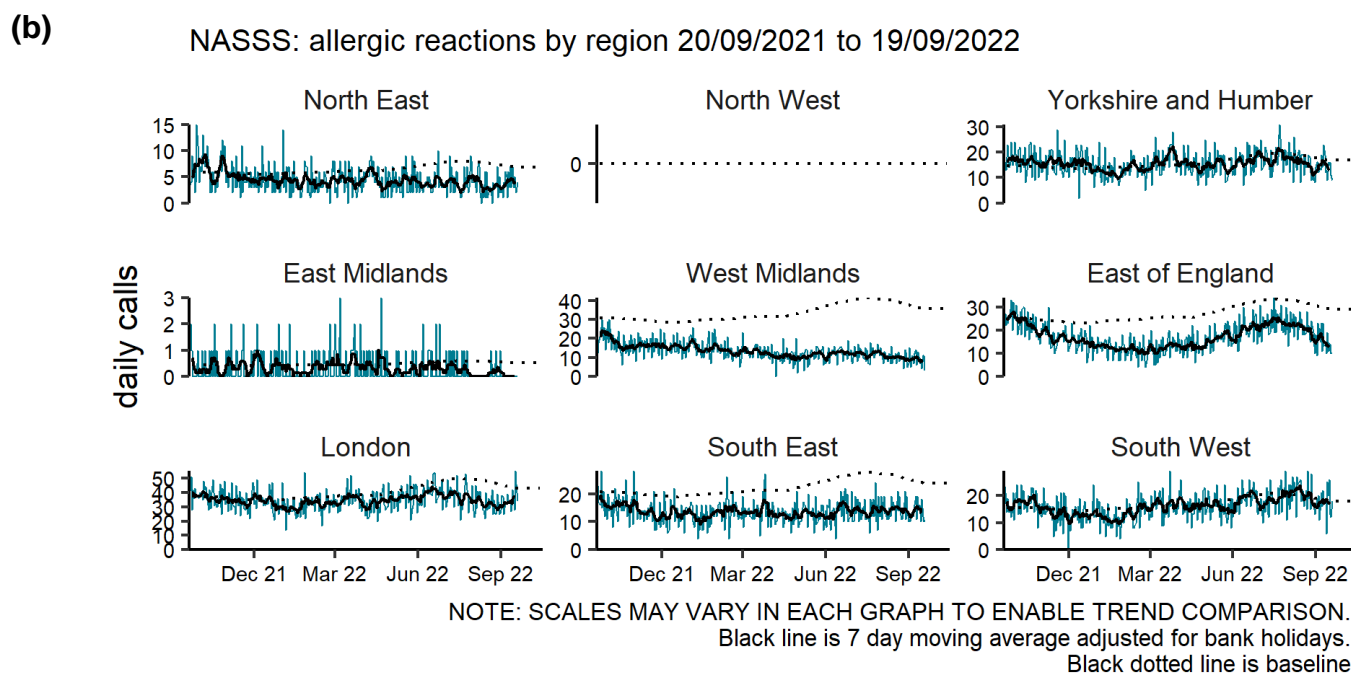 (b)
NASSS: allergic reactions by region 20/09/2021 to 19/09/2022
North East
North West
Yorkshire and Humber
15
10
5
0
0
30
20
10
0
daily calls
East Midlands
West Midlands
East of England
3
2
1
0
40
30
20
10
0
30
20
10
0
London
South East
South West
50
40
30
20
10
0
20
10
0
20
10
0
Dec 21 Mar 22 Jun 22 Sep 22
Dec 21 Mar 22 Jun 22 Sep 22
Dec 21 Mar 22 Jun 22 Sep 22
NOTE: SCALES MAY VARY IN EACH GRAPH TO ENABLE TREND COMPARISON.
Black line is 7 day moving average adjusted for bank holidays.
Black dotted line is baseline